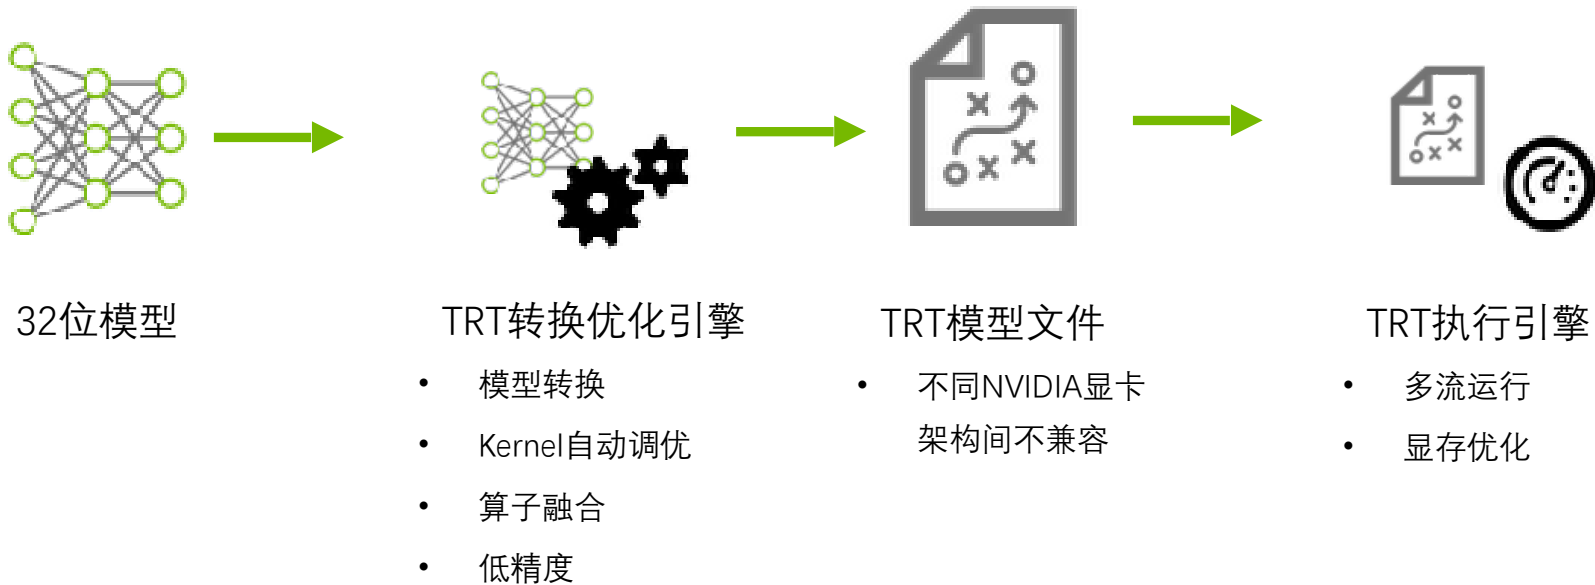 32位模型
TRT转换优化引擎
• 模型转换
• Kernel自动调优
• 算子融合
• 低精度
TRT模型文件
• 不同NVIDIA显卡
架构间不兼容
TRT执行引擎
• 多流运行
• 显存优化